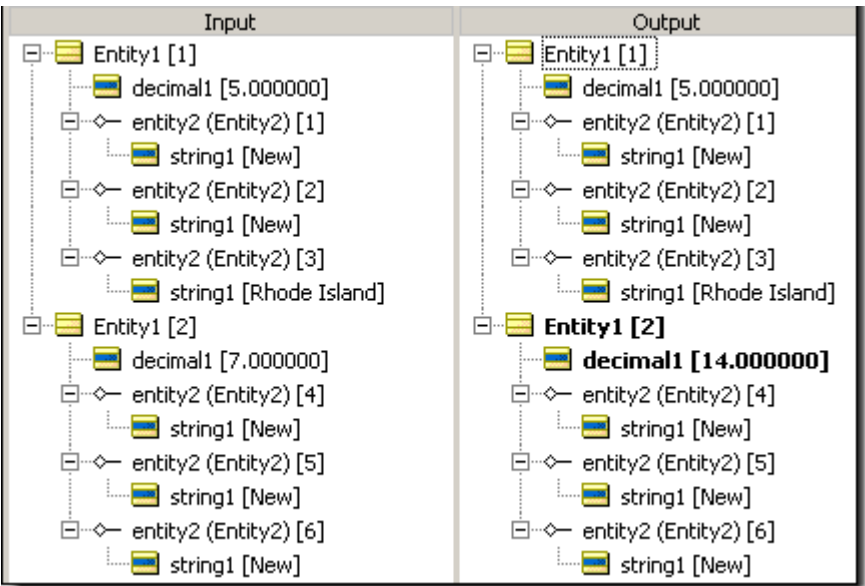 Input
Entity1 [1]
decimal1 [5.000000]
entity2 (Entity2) [1]
string1 [New]
entity2 (Entity2) [2]
string1 [New]
entity2 (Entity2) [3]
string1 [Rhode Island]
Entity1 [2]
decimal1 [7.000000]
entity2 (Entity2) [4]
string1 [New]
entity2 (Entity2) [5]
string1 [New]
entity2 (Entity2) [6]
string1 [New]
Output
Entity1 [1]
decimal1 [5.000000]
entity2 (Entity2) [1]
string1 [New]
entity2 (Entity2) [2]
string1 [New]
entity2 (Entity2) [3]
string1 [Rhode Island]
Entity1 [2]
decimal1 [14.000000]
entity2 (Entity2) [4]
string1 [New]
entity2 (Entity2) [5]
string1 [New]
entity2 (Entity2) [6]
string1 [New]